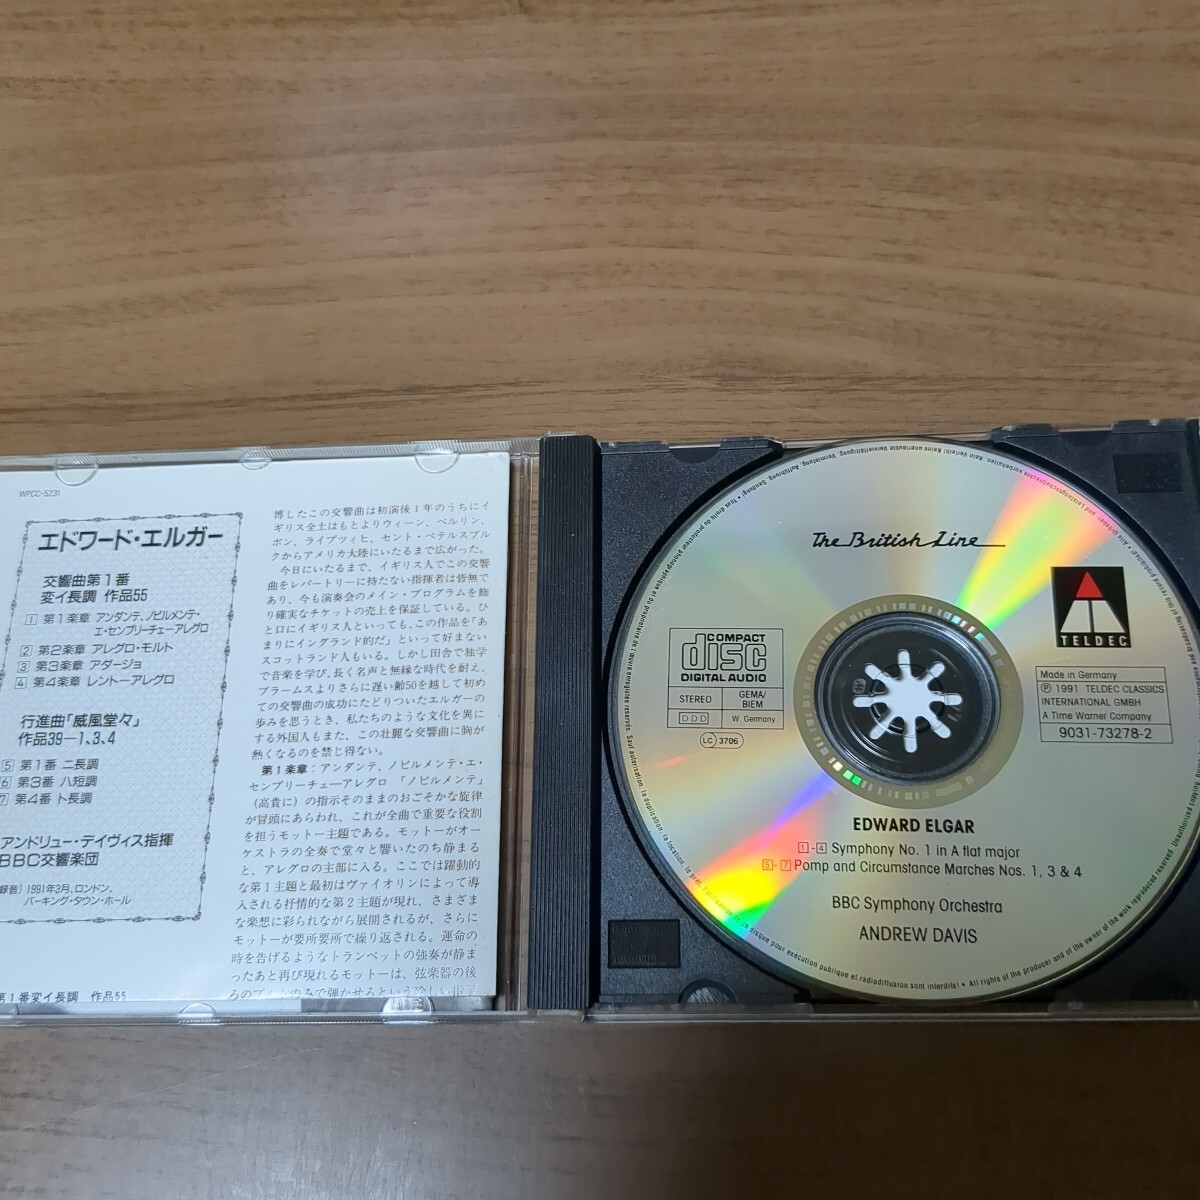 WPCC-5231
エドワード・エルガー
交響曲第1番
変イ長調 作品55
1 第1楽章 アンダンテ、ノビルメンテ・
エ・センプリーチェーアレグロ
2 第2楽章 アレグロ・モルト
3 第3楽章 アダージョ
4 第4楽章 レントーアレグロ
行進曲「威風堂々」
作品39－1、3、4
5 第1番 ニ長調
6 第3番 ハ短調
7 第4番 ト長調
アンドリュー・デイヴィス指揮
BBC交響楽団
録音〕1991年3月、ロンドン、
バーキング・タウン・ホール
第1番変イ長調 作品55
博したこの交響曲は初演後1年のうちにイ
ギリス全土はもとよりウィーン、ベルリン、
ボン、ライプツィヒ、セント・ペテルスブル
クからアメリカ大陸にいたるまで広がった。
今日にいたるまで、イギリス人でこの交響
曲をレパートリーに持たない指揮者は皆無で
あり、今も演奏会のメイン・プログラムを飾
り確実なチケットの売上を保証している。ひ
と口にイギリス人といっても、この作品を「あ
まりにイングランド的だ」といって好まない
スコットランド人もいる。しかし田舎で独学
で音楽を学び、長く名声と無縁な時代を耐え、
ブラームスよりさらに遅い齢50を越して初め
ての交響曲の成功にたどりついたエルガーの
歩みを思うとき、私たちのような文化を異に
する外国人もまた、この壮麗な交響曲に胸が
熱くなるのを禁じ得ない。
第1楽章：アンダンテ、ノビルメンテ・エ・
センプリーチェーアレグロ 「ノビルメンテ」
（高貴に）の指示そのままのおごそかな旋律
が冒頭にあらわれ、これが全曲で重要な役割
を担うモットー主題である。モットーがオー
ケストラの全奏で堂々と響いたのち静まる
と、アレグロの主部に入る。ここでは躍動的
な第1主題と最初はヴァイオリンによって導
入される抒情的な第2主題が現れ、さまざま
な楽想に彩られながら展開されるが、さらに
モットーが要所要所で繰り返される。運命の
時を告げるようなトランペットの強奏が静ま
ったあと再び現れるモットーは、弦楽器の後
The British Line
COMPACT
disc
DIGITAL AUDIO
STEREO
GEMA/
BIEM
DDD
W. Germany
LC 3706
TELDEC
Made in Germany
Ⓟ 1991 TELDEC CLASSICS
INTERNATIONAL GMBH
A Time Warner Company
9031-73278-2
EDWARD ELGAR
1-4 Symphony No. 1 in A flat major
5-7 Pomp and Circumstance Marches Nos. 1, 3 & 4
BBC Symphony Orchestra
ANDREW DAVIS
disque pour exécution publique et radiodiffusion sont interdits! • All rights of the producer and of the owner of the work reproduced reserved. Unauthorized copying